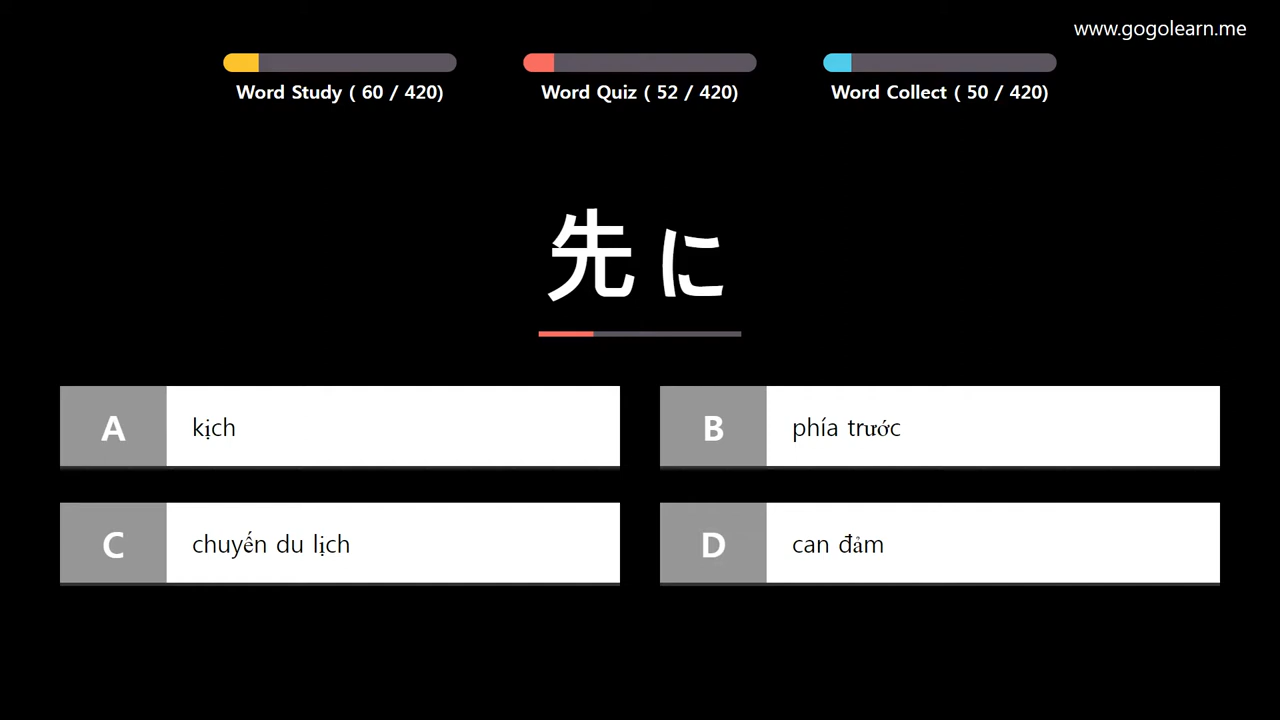 www.gogolearn.me
Word Study ( 60 / 420)
Word Quiz ( 52 / 420)
Word Collect ( 50 / 420)
先に
A kịch
B phía trước
C chuyến du lịch
D can đảm